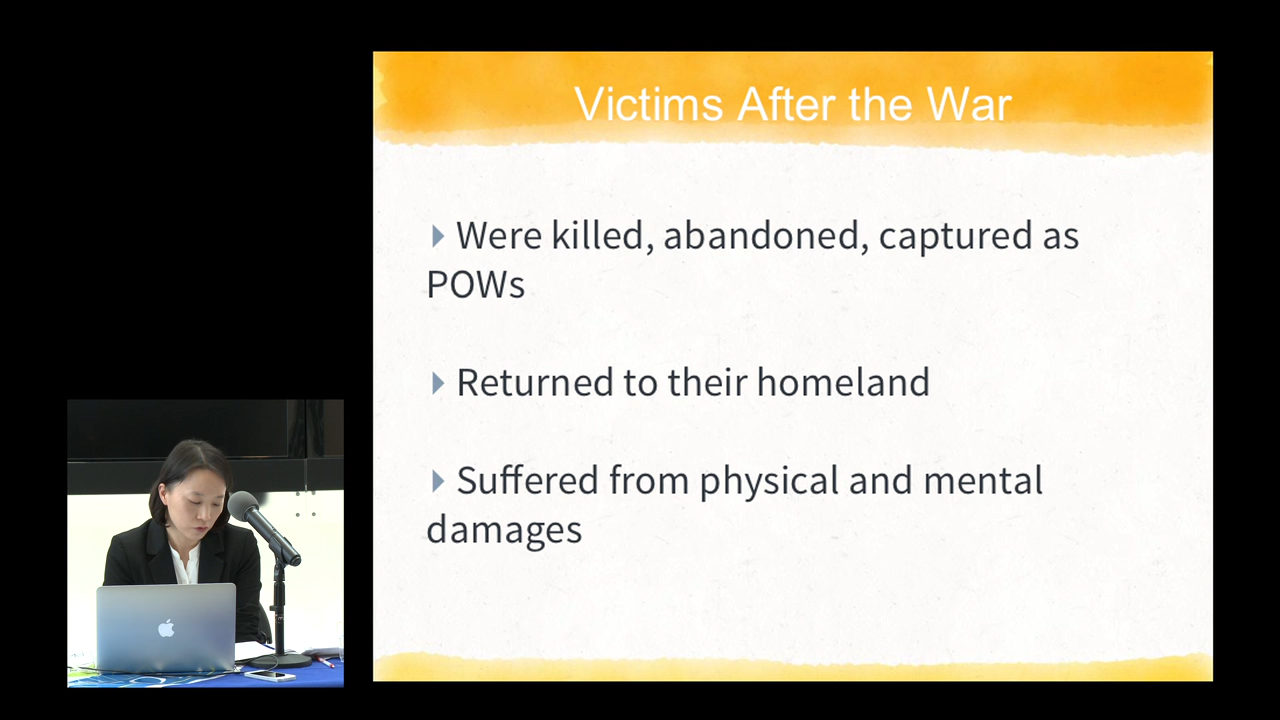 Victims After the War
Were killed, abandoned, captured as
POWs
Returned to their homeland
Suffered from physical and mental
damages